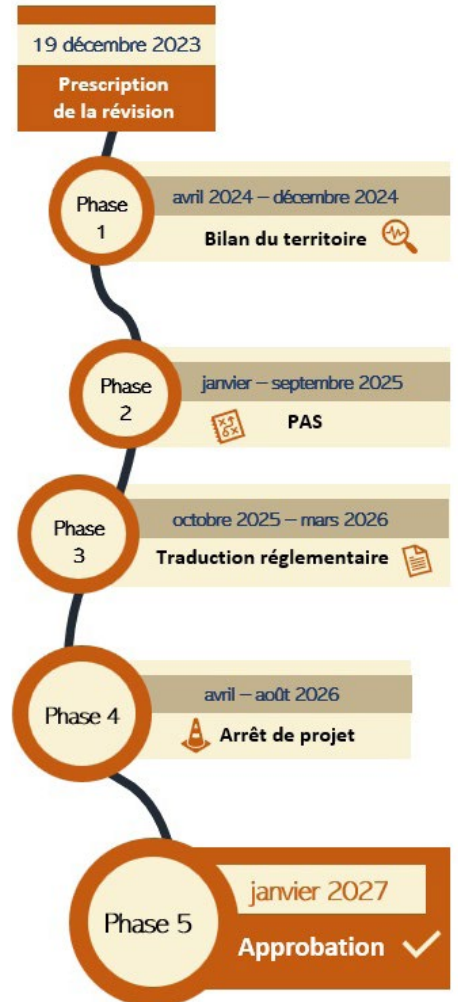 19 décembre 2023
Prescription
de la révision
Phase
1
avril 2024 – décembre 2024
Bilan du territoire
Phase
2
janvier – septembre 2025
PAS
Phase
3
octobre 2025 – mars 2026
Traduction réglementaire
Phase 4
avril – août 2026
Arrêt de projet
Phase 5
janvier 2027
Approbation